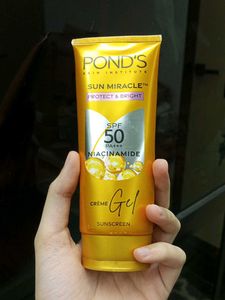 POND'S
SKIN INSTITUTE
SUN MIRACLE™
PROTECT & BRIGHT
SPF
50
PA+++
NIACINAMIDE
CRÈME Gel
SUNSCREEN